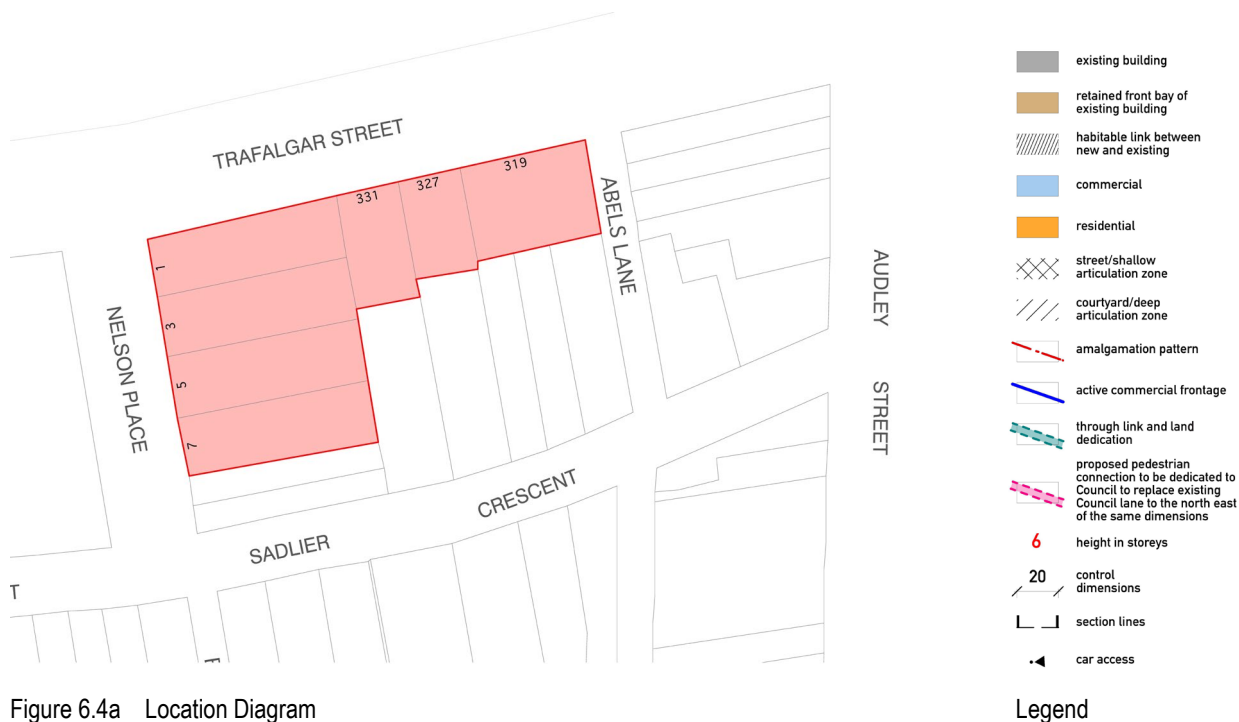 TRAFALGAR STREET
331
327
319
ABELS LANE
1
3
5
7
NELSON PLACE
AUDLEY
STREET
SADLIER
CRESCENT
T
existing building
retained front bay of
existing building
habitable link between
new and existing
commercial
residential
street/shallow
articulation zone
courtyard/deep
articulation zone
amalgamation pattern
active commercial frontage
through link and land
dedication
proposed pedestrian
connection to be dedicated to
Council to replace existing
Council lane to the north east
of the same dimensions
6
height in storeys
20
control
dimensions
section lines
car access
Figure 6.4a Location Diagram
Legend